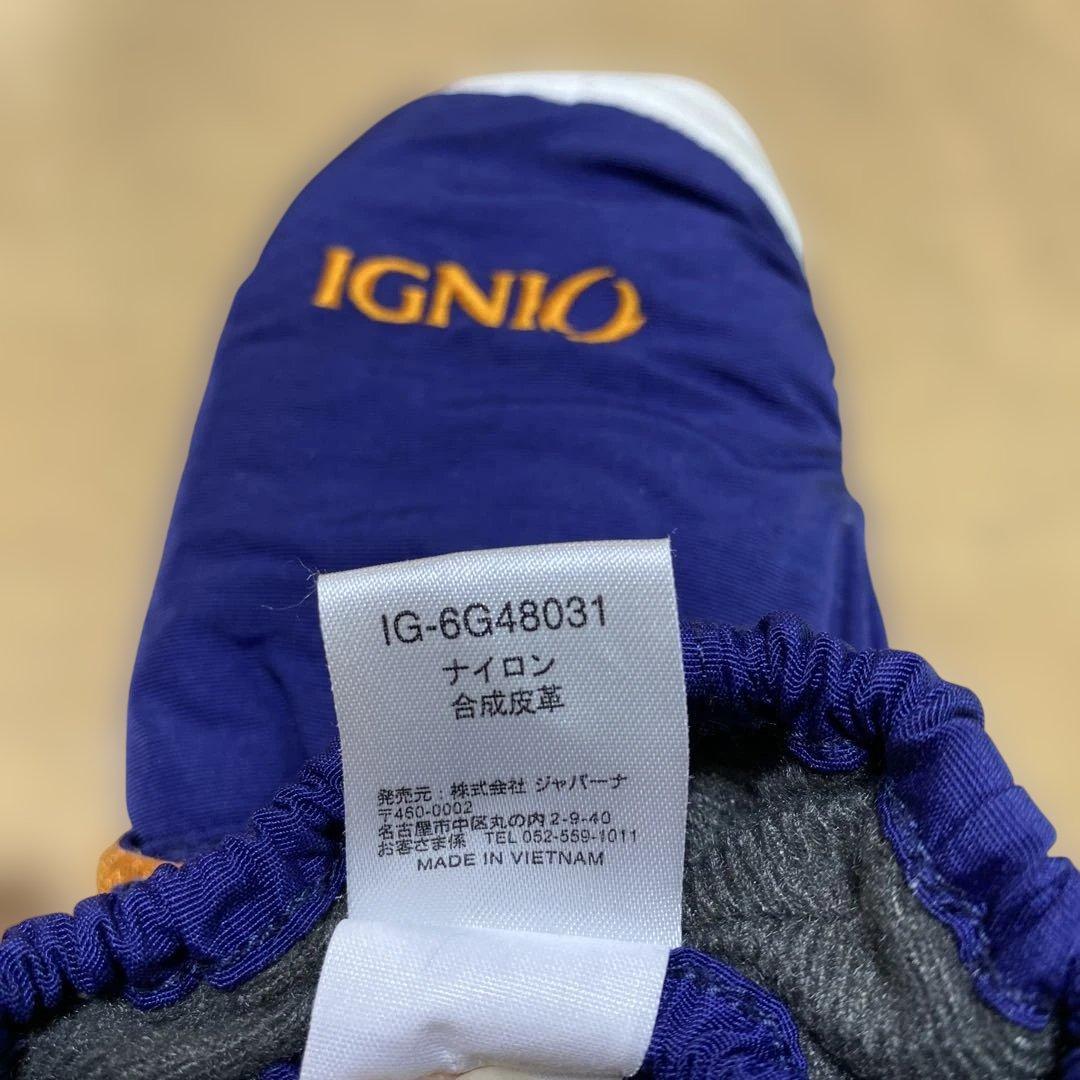 IGNIO
IG-6G48031
ナイロン
合成皮革
発売元：株式会社 ジャバーナ
〒460-0002
名古屋市中区丸の内2-9-40
お客さま係 TEL 052-559-1011
MADE IN VIETNAM